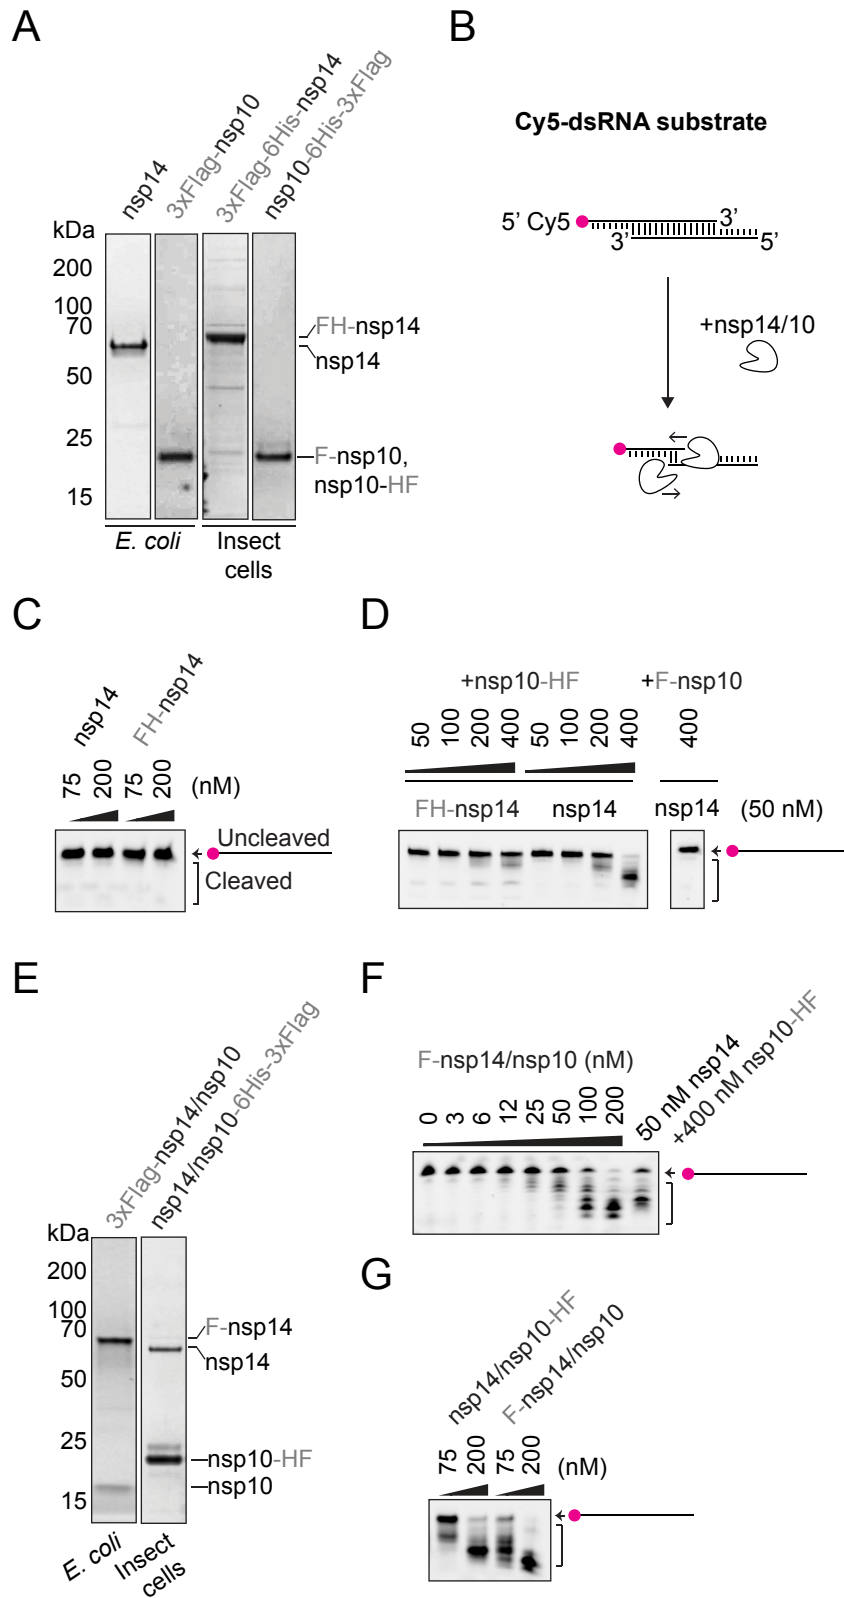 A
nsp14
3xFlag-nsp10
3xFlag-6His-nsp14
nsp10-6His-3xFlag
kDa
200
100
70
50
25
15
FH-nsp14
nsp14
F-nsp10,
nsp10-HF
E. coli
Insect
cells
B
Cy5-dsRNA substrate
5’ Cy5
3’
3’
5’
+nsp14/10
C
nsp14
FH-nsp14
75
200
75
200
(nM)
Uncleaved
Cleaved
D
+nsp10-HF
+F-nsp10
50
100
200
400
50
100
200
400
400
FH-nsp14
nsp14
nsp14
(50 nM)
E
3xFlag-nsp14/nsp10
nsp14/nsp10-6His-3xFlag
kDa
200
100
70
50
25
15
F-nsp14
nsp14
nsp10-HF
nsp10
E. coli
Insect
cells
F
F-nsp14/nsp10 (nM)
0
3
6
12
25
50
100
200
50 nM nsp14
+400 nM nsp10-HF
G
nsp14/nsp10-HF
F-nsp14/nsp10
75
200
75
200
(nM)